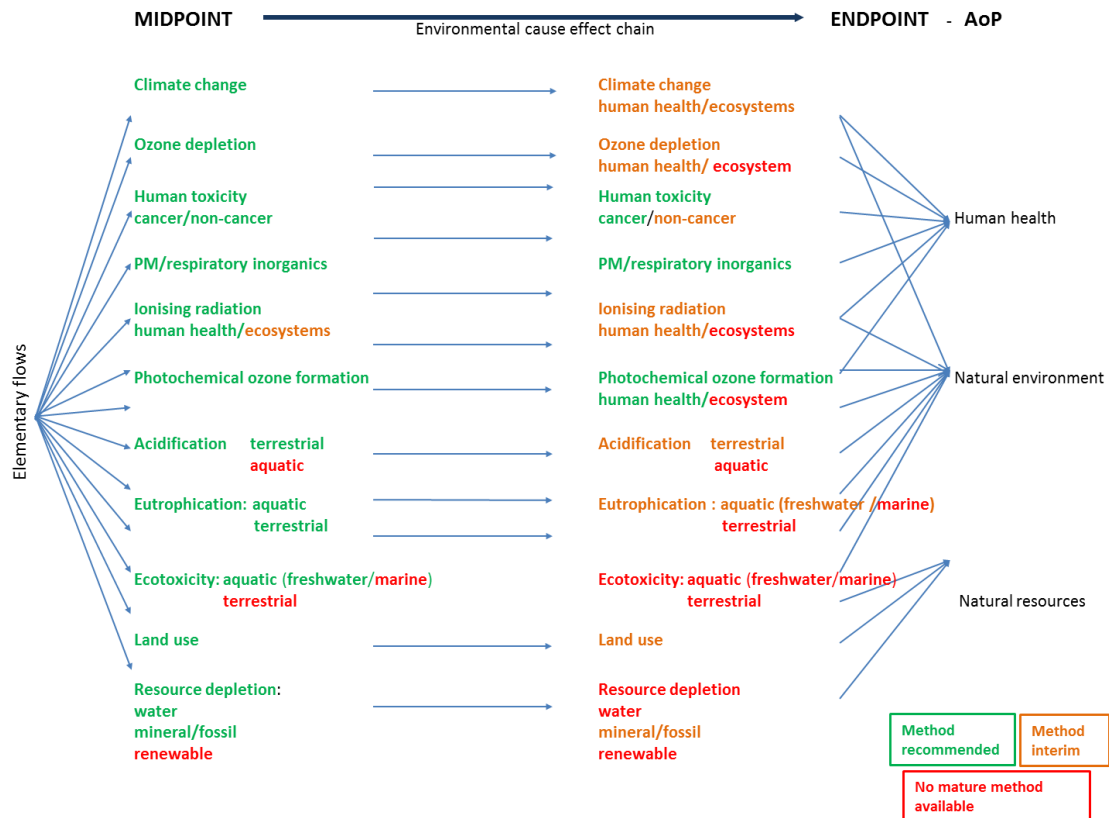 MIDPOINT
Environmental cause effect chain
ENDPOINT - AoP
Elementary flows
Climate change
Ozone depletion
Human toxicity
cancer/non-cancer
PM/respiratory inorganics
Ionising radiation
human health/ecosystems
Photochemical ozone formation
Acidification terrestrial
aquatic
Eutrophication: aquatic
terrestrial
Ecotoxicity: aquatic (freshwater/marine)
terrestrial
Land use
Resource depletion:
water
mineral/fossil
renewable
Climate change
human health/ecosystems
Ozone depletion
human health/ ecosystem
Human toxicity
cancer/non-cancer
PM/respiratory inorganics
Ionising radiation
human health/ecosystems
Photochemical ozone formation
human health/ecosystem
Acidification terrestrial
aquatic
Eutrophication : aquatic (freshwater /marine)
terrestrial
Ecotoxicity: aquatic (freshwater/marine)
terrestrial
Land use
Resource depletion
water
mineral/fossil
renewable
Human health
Natural environment
Natural resources
Method
recommended
Method
interim
No mature method
available